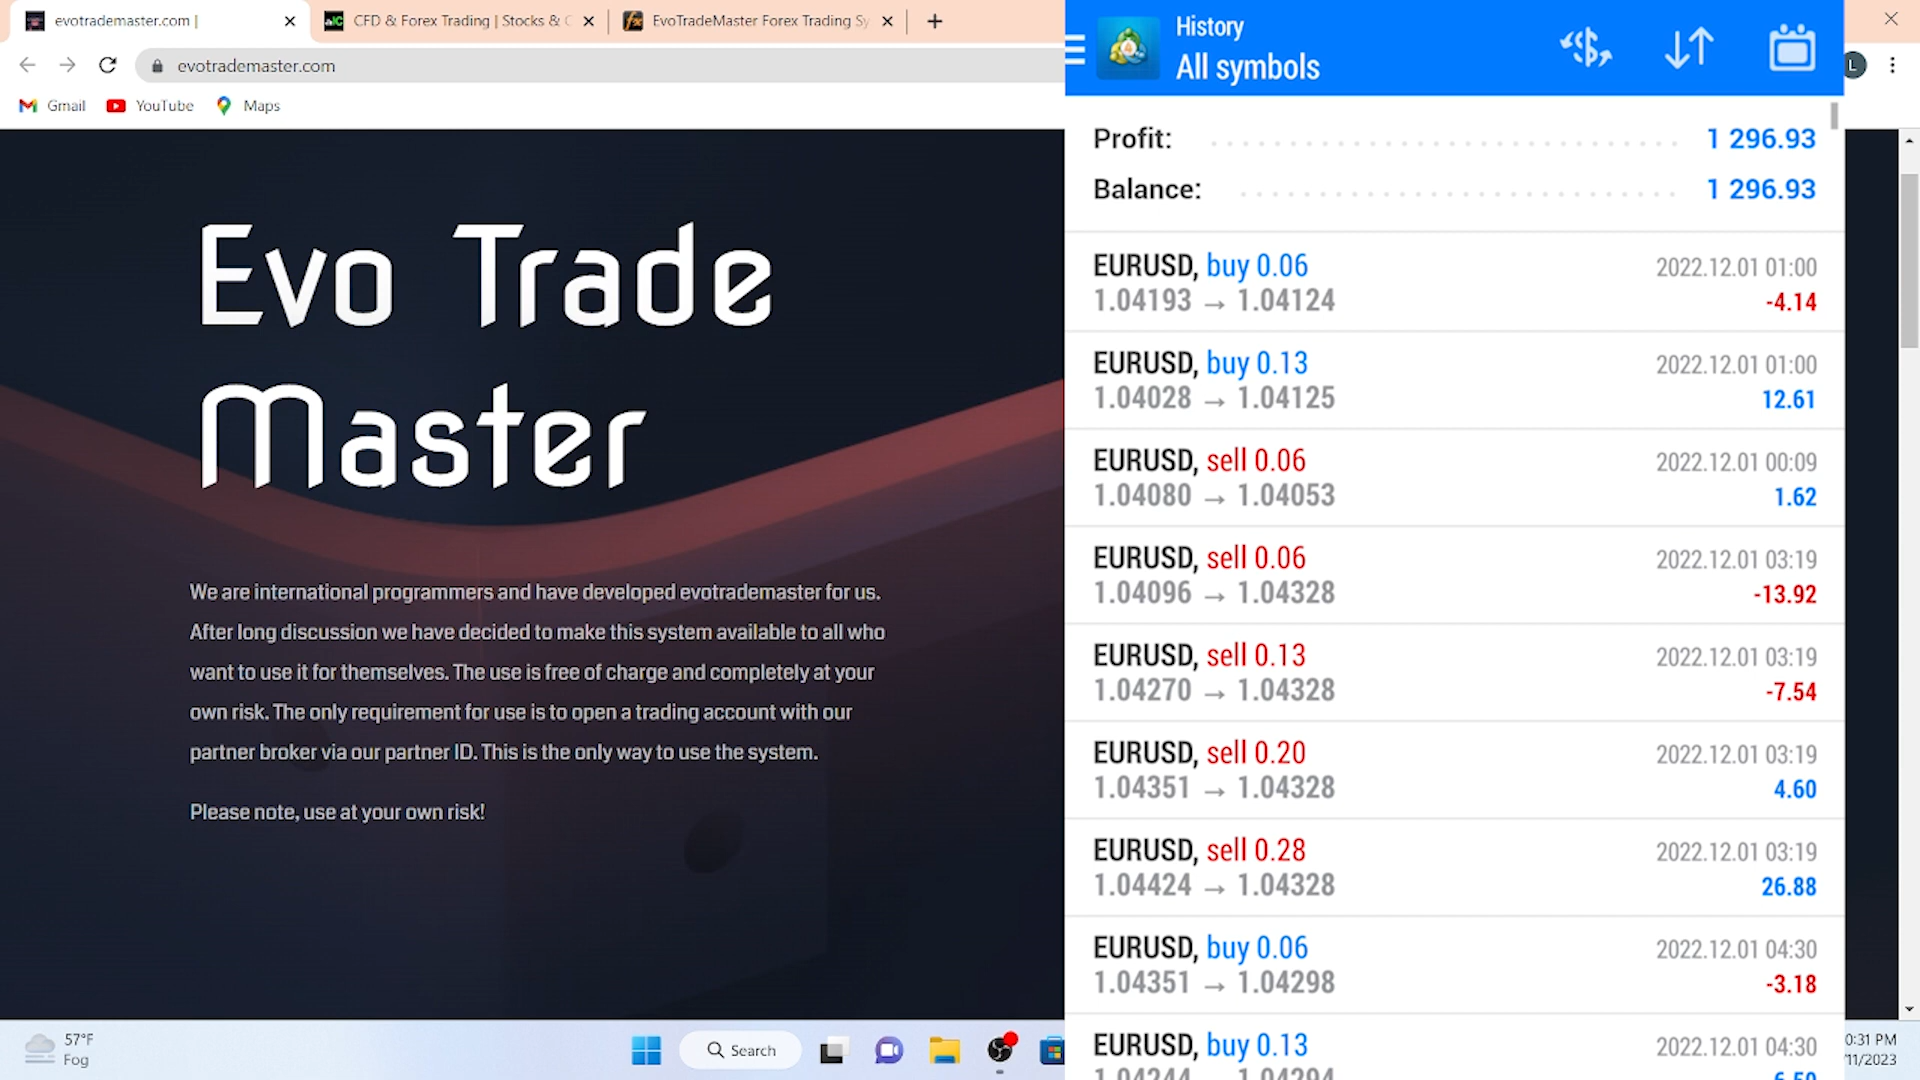 evotrademaster.com |
CFD & Forex Trading | Stocks &
EvoTradeMaster Forex Trading Sy
evotrademaster.com
Gmail
YouTube
Maps
Evo Trade
Master
We are international programmers and have developed evotrademaster for us.
After long discussion we have decided to make this system available to all who
want to use it for themselves. The use is free of charge and completely at your
own risk. The only requirement for use is to open a trading account with our
partner broker via our partner ID. This is the only way to use the system.
Please note, use at your own risk!
History
All symbols
L
Profit: 1 296.93
Balance: 1 296.93
EURUSD, buy 0.06 2022.12.01 01:00
1.04193 → 1.04124 -4.14
EURUSD, buy 0.13 2022.12.01 01:00
1.04028 → 1.04125 12.61
EURUSD, sell 0.06 2022.12.01 00:09
1.04080 → 1.04053 1.62
EURUSD, sell 0.06 2022.12.01 03:19
1.04096 → 1.04328 -13.92
EURUSD, sell 0.13 2022.12.01 03:19
1.04270 → 1.04328 -7.54
EURUSD, sell 0.20 2022.12.01 03:19
1.04351 → 1.04328 4.60
EURUSD, sell 0.28 2022.12.01 03:19
1.04424 → 1.04328 26.88
EURUSD, buy 0.06 2022.12.01 04:30
1.04351 → 1.04298 -3.18
EURUSD, buy 0.13 2022.12.01 04:30
1.04244 → 1.04294 6.50
57°F
Fog
Search
0:31 PM
/11/2023